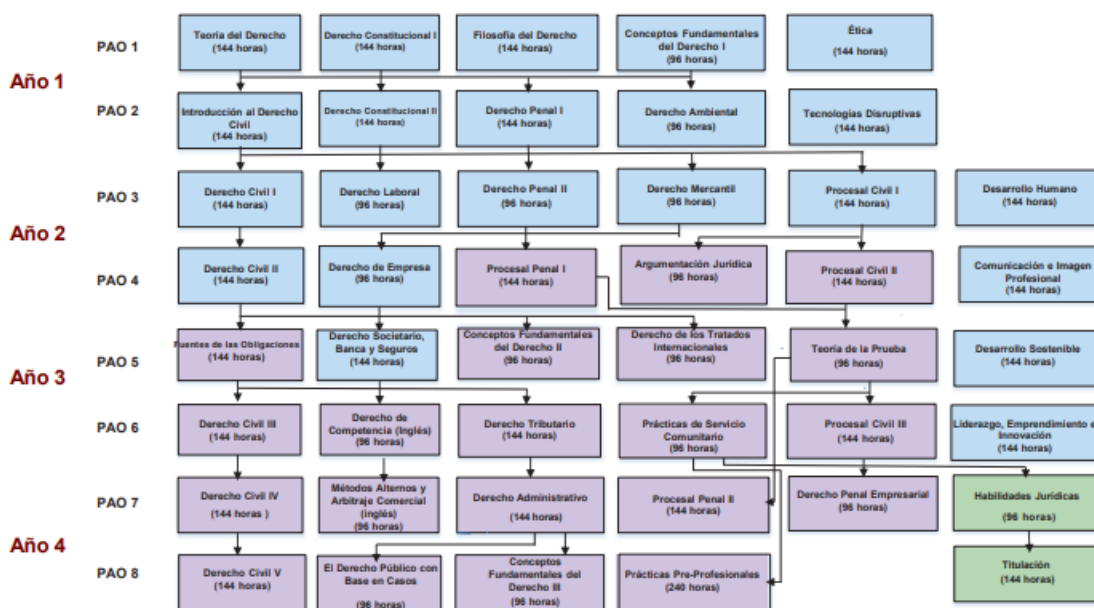 PAO 1
Teoría del Derecho
(144 horas)
Derecho Constitucional I
(144 horas)
Filosofía del Derecho
(144 horas)
Conceptos Fundamentales
del Derecho I
(96 horas)
Ética
(144 horas)
Año 1
PAO 2
Introducción al Derecho
Civil
(144 horas)
Derecho Constitucional II
(144 horas)
Derecho Penal I
(144 horas)
Derecho Ambiental
(96 horas)
Tecnologías Disruptivas
(144 horas)
PAO 3
Derecho Civil I
(144 horas)
Derecho Laboral
(96 horas)
Derecho Penal II
(96 horas)
Derecho Mercantil
(96 horas)
Procesal Civil I
(144 horas)
Desarrollo Humano
(144 horas)
Año 2
PAO 4
Derecho Civil II
(144 horas)
Derecho de Empresa
(96 horas)
Procesal Penal I
(144 horas)
Argumentación Jurídica
(96 horas)
Procesal Civil II
(144 horas)
Comunicación e Imagen
Profesional
(144 horas)
Año 3
PAO 5
Fuentes de las Obligaciones
(144 horas)
Derecho Societario,
Banca y Seguros
(144 horas)
Conceptos Fundamentales
del Derecho II
(96 horas)
Derecho de los Tratados
Internacionales
(96 horas)
Teoría de la Prueba
(96 horas)
Desarrollo Sostenible
(144 horas)
PAO 6
Derecho Civil III
(144 horas)
Derecho de
Competencia (Inglés)
(96 horas)
Derecho Tributario
(144 horas)
Prácticas de Servicio
Comunitario
(96 horas)
Procesal Civil III
(144 horas)
Liderazgo, Emprendimiento e
Innovación
(144 horas)
PAO 7
Derecho Civil IV
(144 horas )
Métodos Alternos y
Arbitraje Comercial
(inglés)
(96 horas)
Derecho Administrativo
(144 horas)
Procesal Penal II
(144 horas)
Derecho Penal Empresarial
(96 horas)
Habilidades Jurídicas
(96 horas)
Año 4
PAO 8
Derecho Civil V
(144 horas)
El Derecho Público con
Base en Casos
(96 horas)
Conceptos
Fundamentales del
Derecho III
(96 horas)
Prácticas Pre-Profesionales
(240 horas)
Titulación
(144 horas)